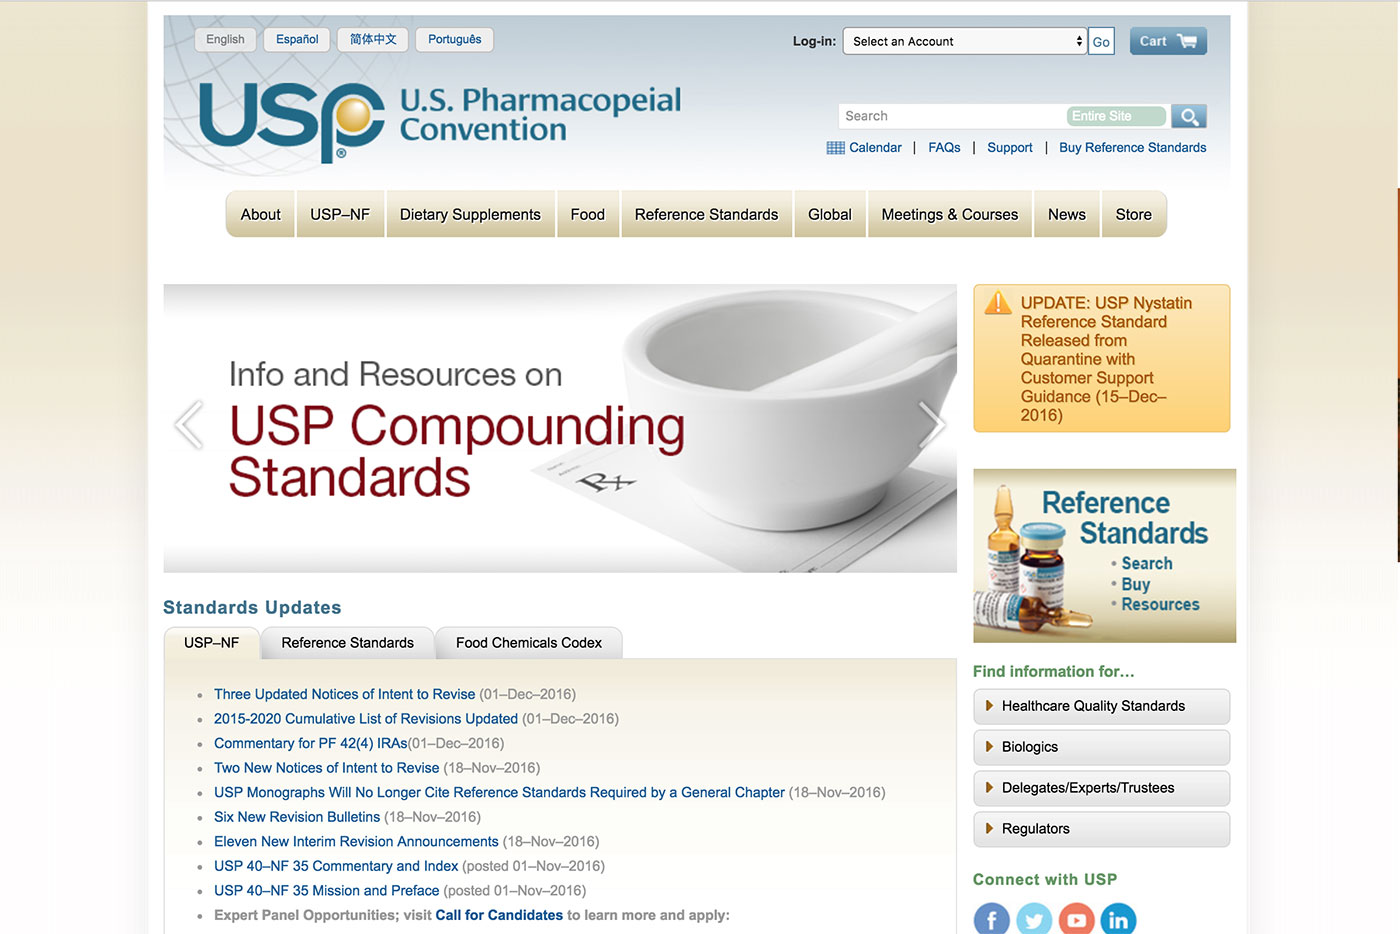 English Español 简体中文 Português
Log-in: Select an Account Go Cart
USP® U.S. Pharmacopeial
Convention
Search Entire Site
Calendar | FAQs | Support | Buy Reference Standards
About USP–NF Dietary Supplements Food Reference Standards Global Meetings & Courses News Store
Info and Resources on
USP Compounding
Standards
Rx
UPDATE: USP Nystatin
Reference Standard
Released from
Quarantine with
Customer Support
Guidance (15–Dec–
2016)
Reference
Standards
• Search
• Buy
• Resources
Standards Updates
USP–NF Reference Standards Food Chemicals Codex
• Three Updated Notices of Intent to Revise (01–Dec–2016)
• 2015-2020 Cumulative List of Revisions Updated (01–Dec–2016)
• Commentary for PF 42(4) IRAs(01–Dec–2016)
• Two New Notices of Intent to Revise (18–Nov–2016)
• USP Monographs Will No Longer Cite Reference Standards Required by a General Chapter (18–Nov–2016)
• Six New Revision Bulletins (18–Nov–2016)
• Eleven New Interim Revision Announcements (18–Nov–2016)
• USP 40–NF 35 Commentary and Index (posted 01–Nov–2016)
• USP 40–NF 35 Mission and Preface (posted 01–Nov–2016)
• Expert Panel Opportunities; visit Call for Candidates to learn more and apply:
Find information for…
Healthcare Quality Standards
Biologics
Delegates/Experts/Trustees
Regulators
Connect with USP